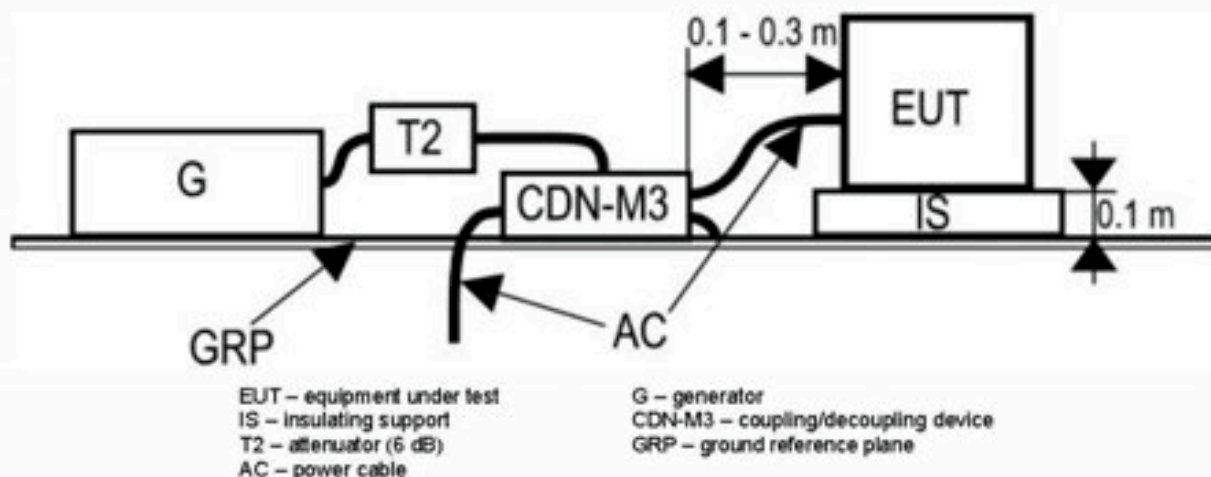 0.1 - 0.3 m
EUT
T2
G
CDN-M3
IS
0.1 m
AC
GRP
EUT – equipment under test
IS – insulating support
T2 – attenuator (6 dB)
AC – power cable
G – generator
CDN-M3 – coupling/decoupling device
GRP – ground reference plane